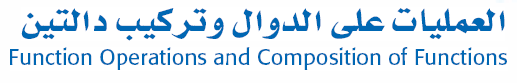 العمليات على الدوال وتركيب دالتين
Function Operations and Composition of Functions